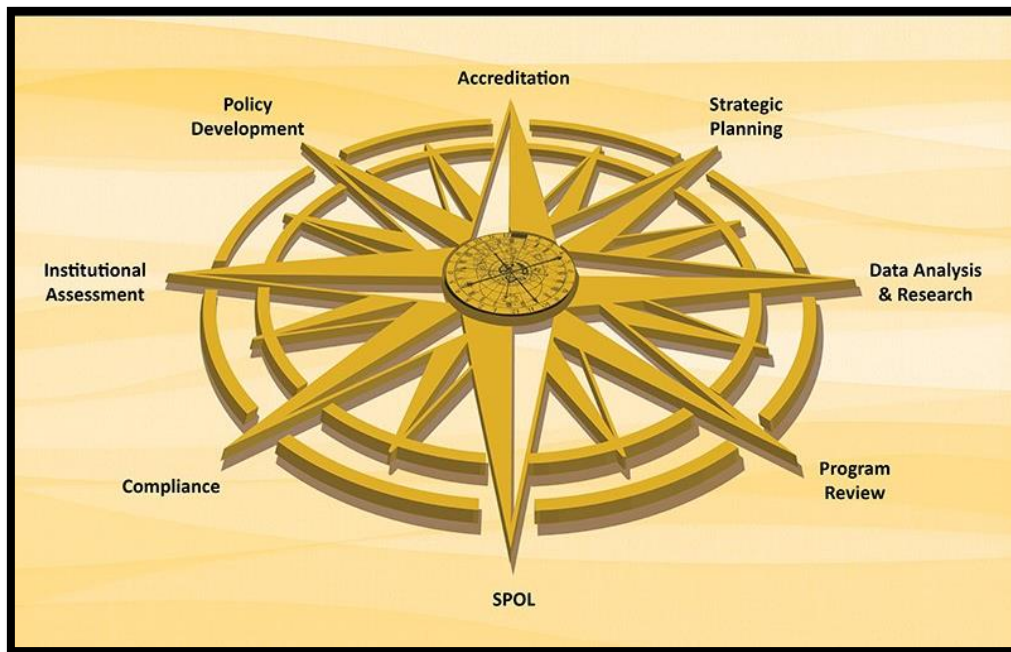 Accreditation
Policy
Development
Strategic
Planning
Institutional
Assessment
Data Analysis
& Research
Compliance
Program
Review
SPOL